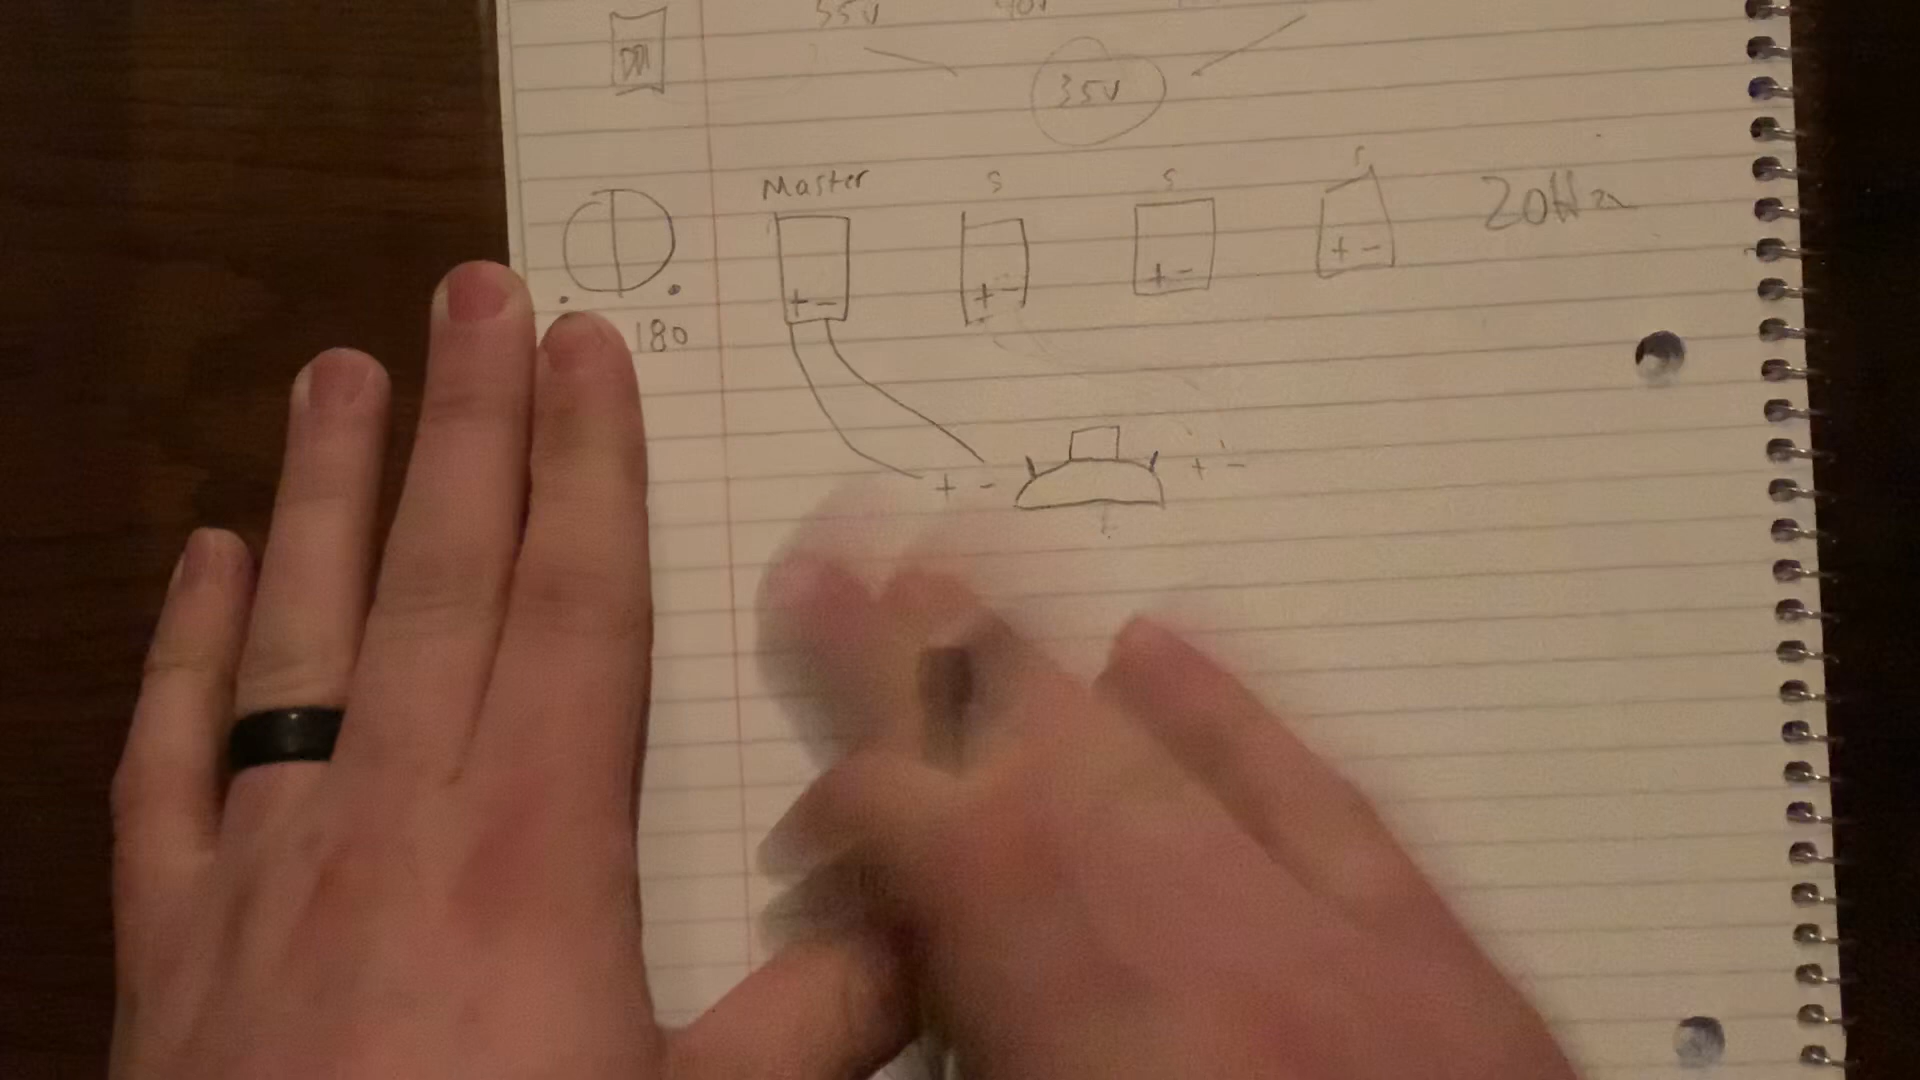 35V
Master S S S
20Hz
+ - + - + - + -
180
+ - + -